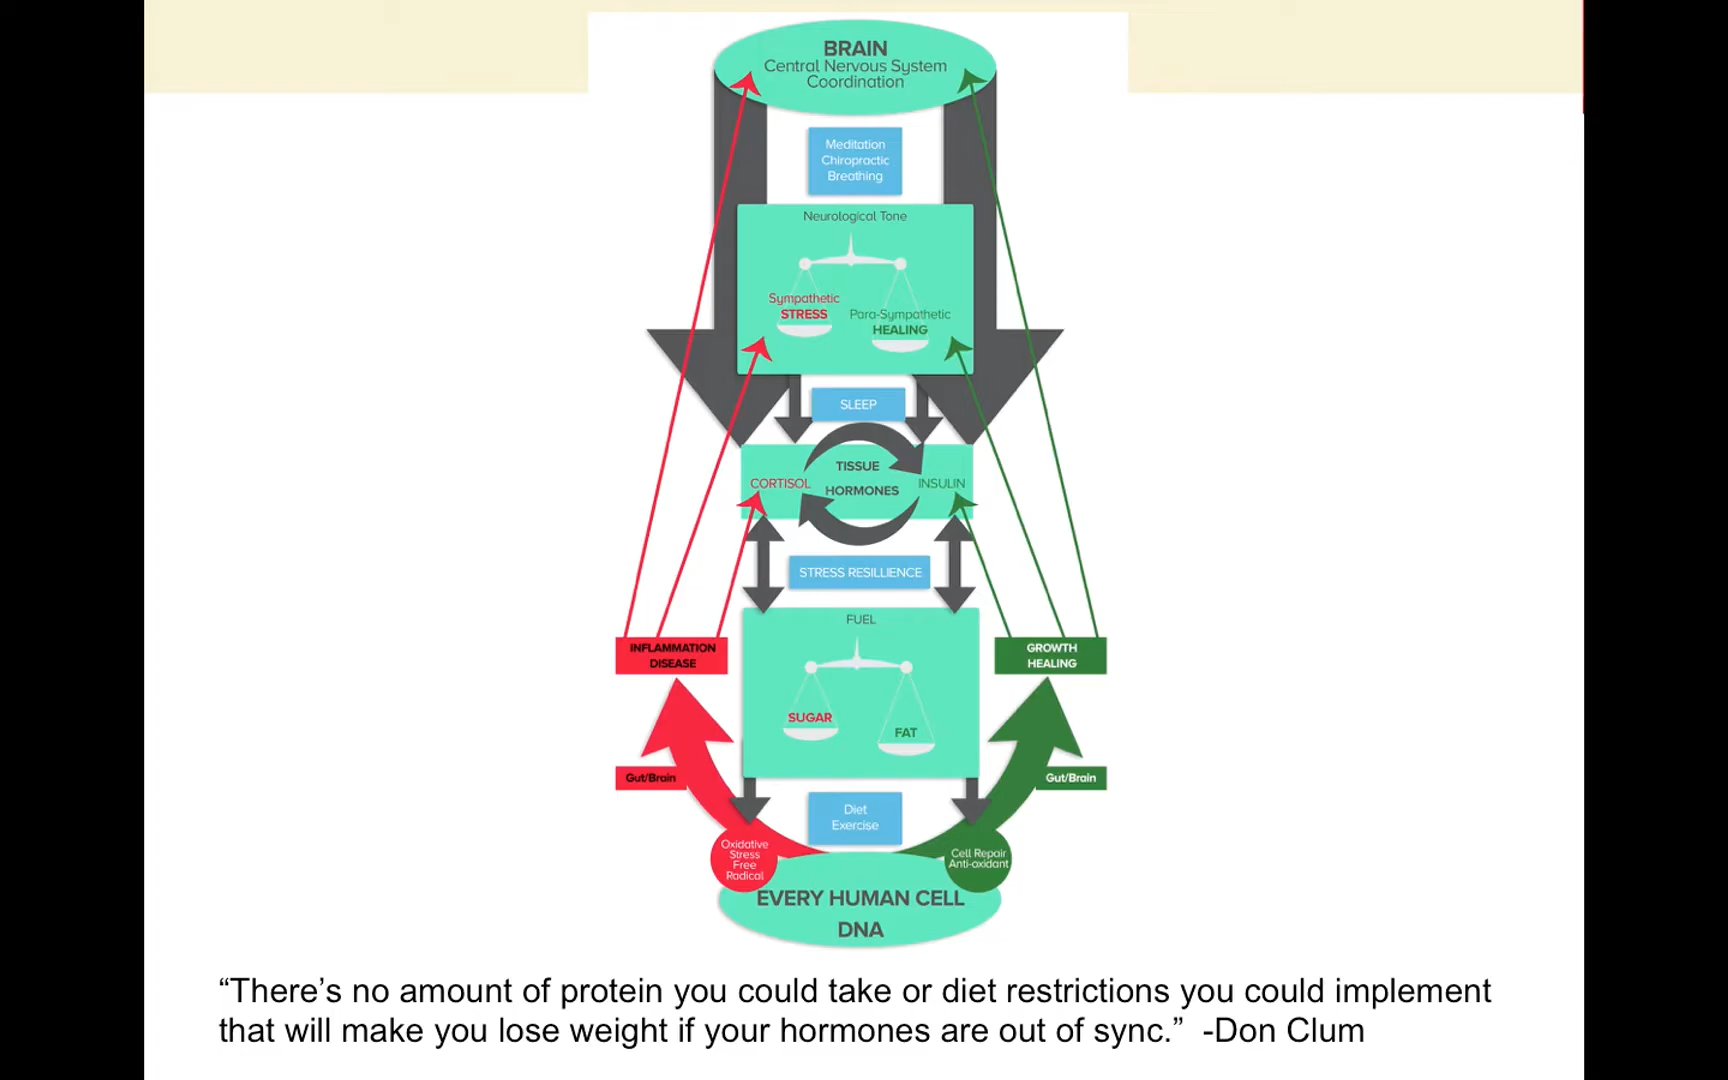 BRAIN
Central Nervous System
Coordination
Meditation
Chiropractic
Breathing
Neurological Tone
Sympathetic
STRESS
Para-Sympathetic
HEALING
SLEEP
TISSUE
CORTISOL
HORMONES
INSULIN
STRESS RESILLIENCE
FUEL
INFLAMMATION
DISEASE
GROWTH
HEALING
SUGAR
FAT
Gut/Brain
Gut/Brain
Diet
Exercise
Oxidative
Stress
Free
Radical
Cell Repair
Anti-oxidant
EVERY HUMAN CELL
DNA
“There’s no amount of protein you could take or diet restrictions you could implement
that will make you lose weight if your hormones are out of sync.”  -Don Clum